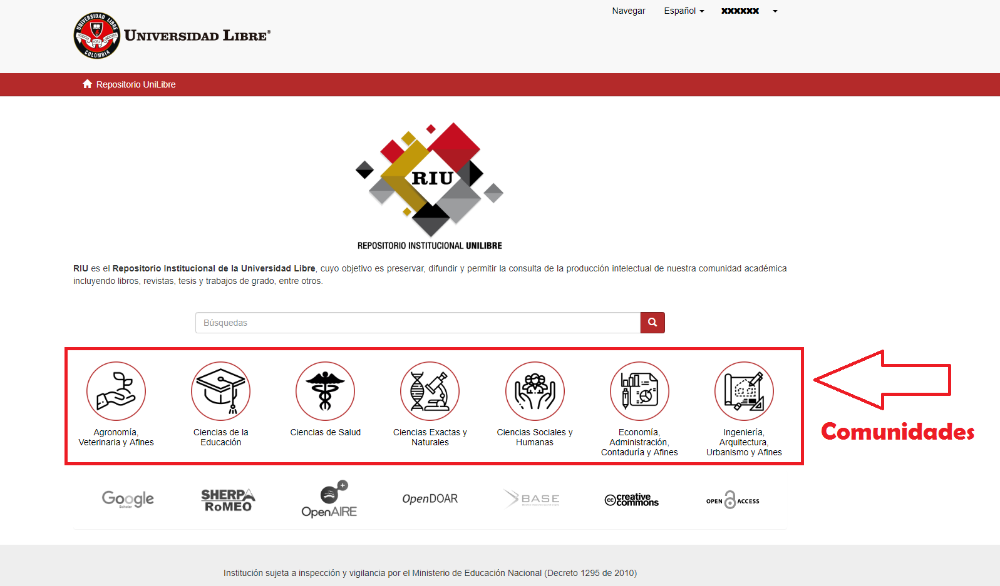 Navegar Español xxxxxx
UNIVERSIDAD LIBRE
COLOMBIA
UNIVERSIDAD LIBRE®
Repositorio UniLibre
RIU
REPOSITORIO INSTITUCIONAL UNILIBRE
RIU es el Repositorio Institucional de la Universidad Libre, cuyo objetivo es preservar, difundir y permitir la consulta de la producción intelectual de nuestra comunidad académica
incluyendo libros, revistas, tesis y trabajos de grado, entre otros.
Búsquedas
Agronomía,
Veterinaria y Afines
Ciencias de la
Educación
Ciencias de Salud
Ciencias Exactas y
Naturales
Ciencias Sociales y
Humanas
Economía,
Administración,
Contaduría y Afines
Ingeniería,
Arquitectura,
Urbanismo y Afines
Comunidades
Google
Scholar
SHERPA
RoMEO
OpenAIRE
OpenDOAR
BASE
cc creative
commons
OPEN ACCESS
Institución sujeta a inspección y vigilancia por el Ministerio de Educación Nacional (Decreto 1295 de 2010)